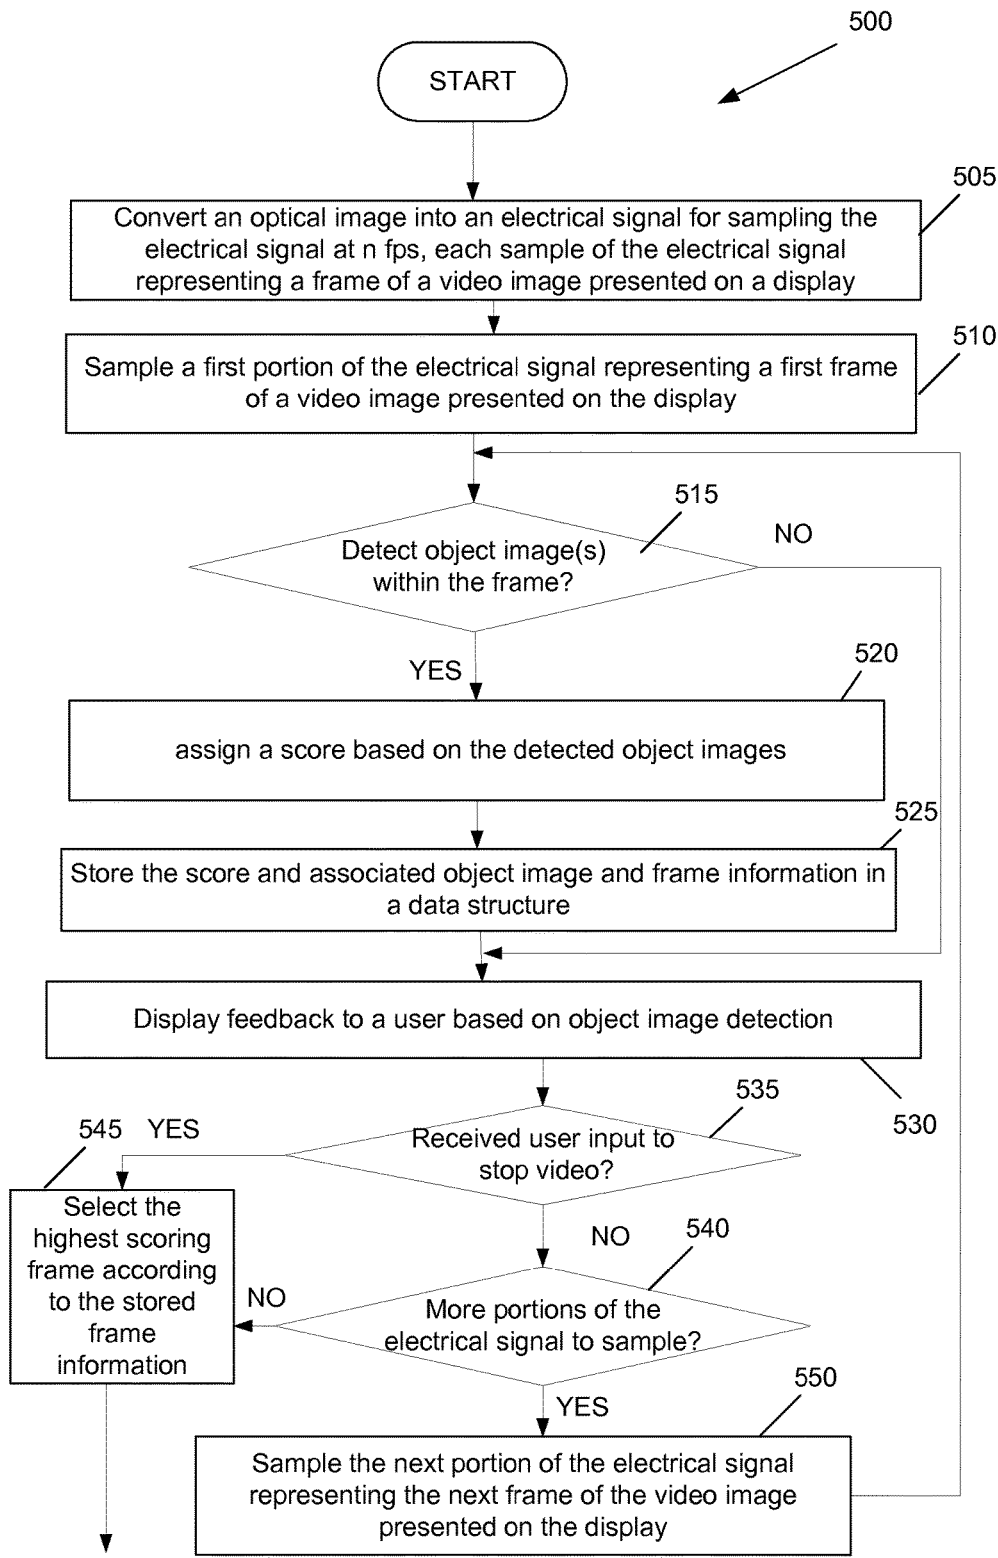 500
START
505
Convert an optical image into an electrical signal for sampling the
electrical signal at n fps, each sample of the electrical signal
representing a frame of a video image presented on a display
510
Sample a first portion of the electrical signal representing a first frame
of a video image presented on the display
515
NO
Detect object image(s)
within the frame?
YES
520
assign a score based on the detected object images
525
Store the score and associated object image and frame information in
a data structure
Display feedback to a user based on object image detection
530
535
545
YES
Received user input to
stop video?
Select the
highest scoring
frame according
to the stored
frame
information
NO
540
NO
More portions of the
electrical signal to sample?
550
YES
Sample the next portion of the electrical signal
representing the next frame of the video image
presented on the display